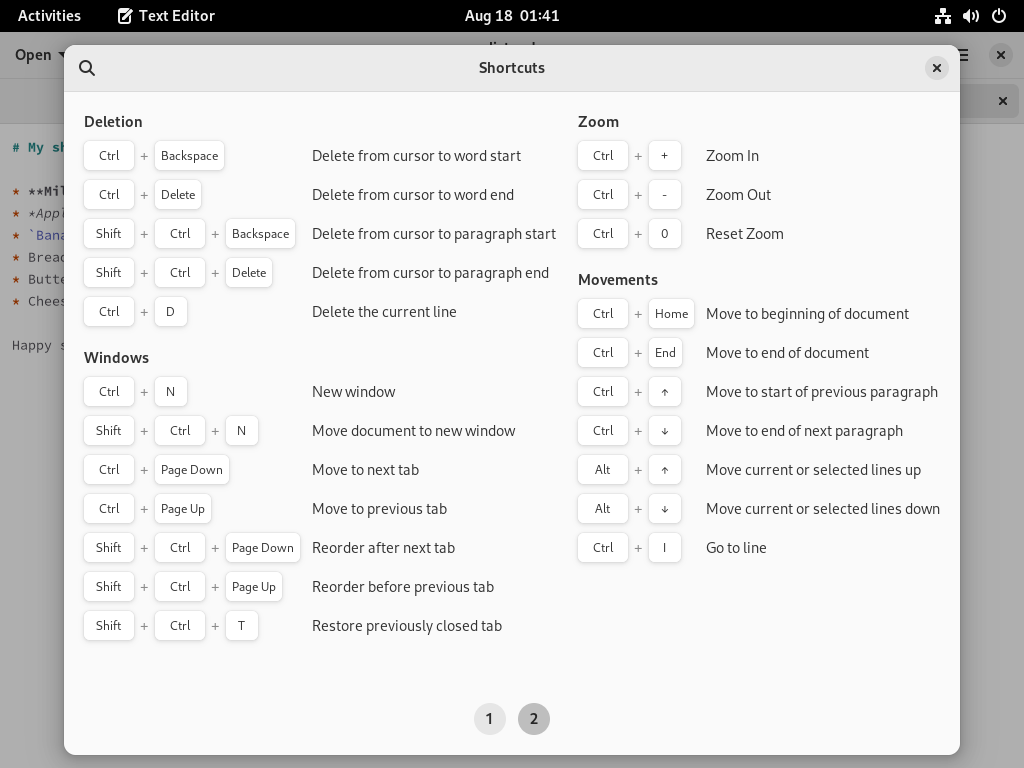 Activities
Text Editor
Aug 18 01:41
Open
Shortcuts
# My sh
* **Mil
* *Appl
* `Bana
* Bread
* Butte
* Chees
Happy s
Deletion
Ctrl + Backspace Delete from cursor to word start
Ctrl + Delete Delete from cursor to word end
Shift + Ctrl + Backspace Delete from cursor to paragraph start
Shift + Ctrl + Delete Delete from cursor to paragraph end
Ctrl + D Delete the current line
Windows
Ctrl + N New window
Shift + Ctrl + N Move document to new window
Ctrl + Page Down Move to next tab
Ctrl + Page Up Move to previous tab
Shift + Ctrl + Page Down Reorder after next tab
Shift + Ctrl + Page Up Reorder before previous tab
Shift + Ctrl + T Restore previously closed tab
Zoom
Ctrl + + Zoom In
Ctrl + - Zoom Out
Ctrl + 0 Reset Zoom
Movements
Ctrl + Home Move to beginning of document
Ctrl + End Move to end of document
Ctrl + ↑ Move to start of previous paragraph
Ctrl + ↓ Move to end of next paragraph
Alt + ↑ Move current or selected lines up
Alt + ↓ Move current or selected lines down
Ctrl + I Go to line
1 2